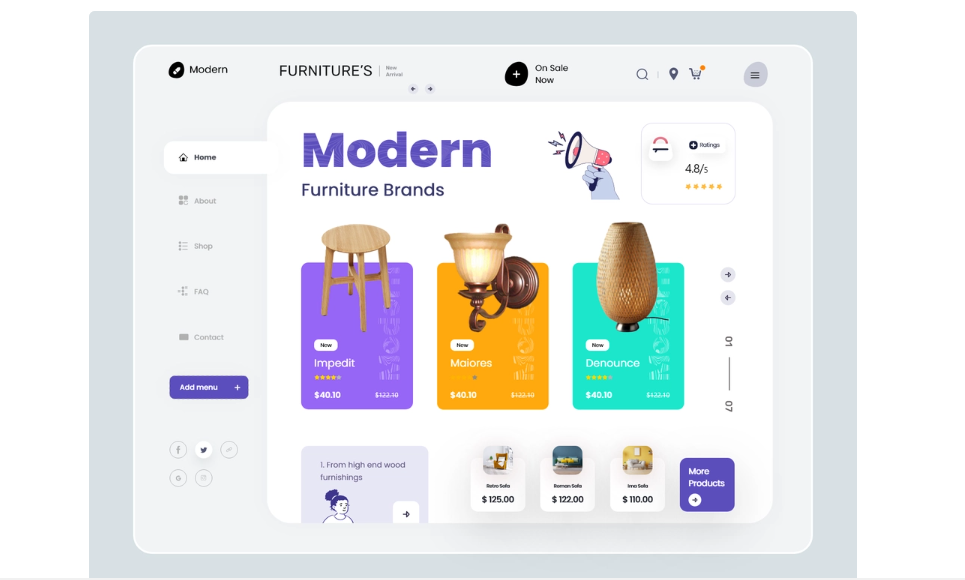 Modern
FURNITURE'S
New
Arrival
On Sale
Now
Home
About
Shop
FAQ
Contact
Add menu
Modern
Furniture Brands
Ratings
4.8/5
New
Impedit
$40.10
$122.10
New
Maiores
$40.10
$122.10
New
Denounce
$40.10
$122.10
01
07
1. From high end wood
furnishings
Retro Sofa
$125.00
Roman Sofa
$122.00
Irna Sofa
$110.00
More
Products